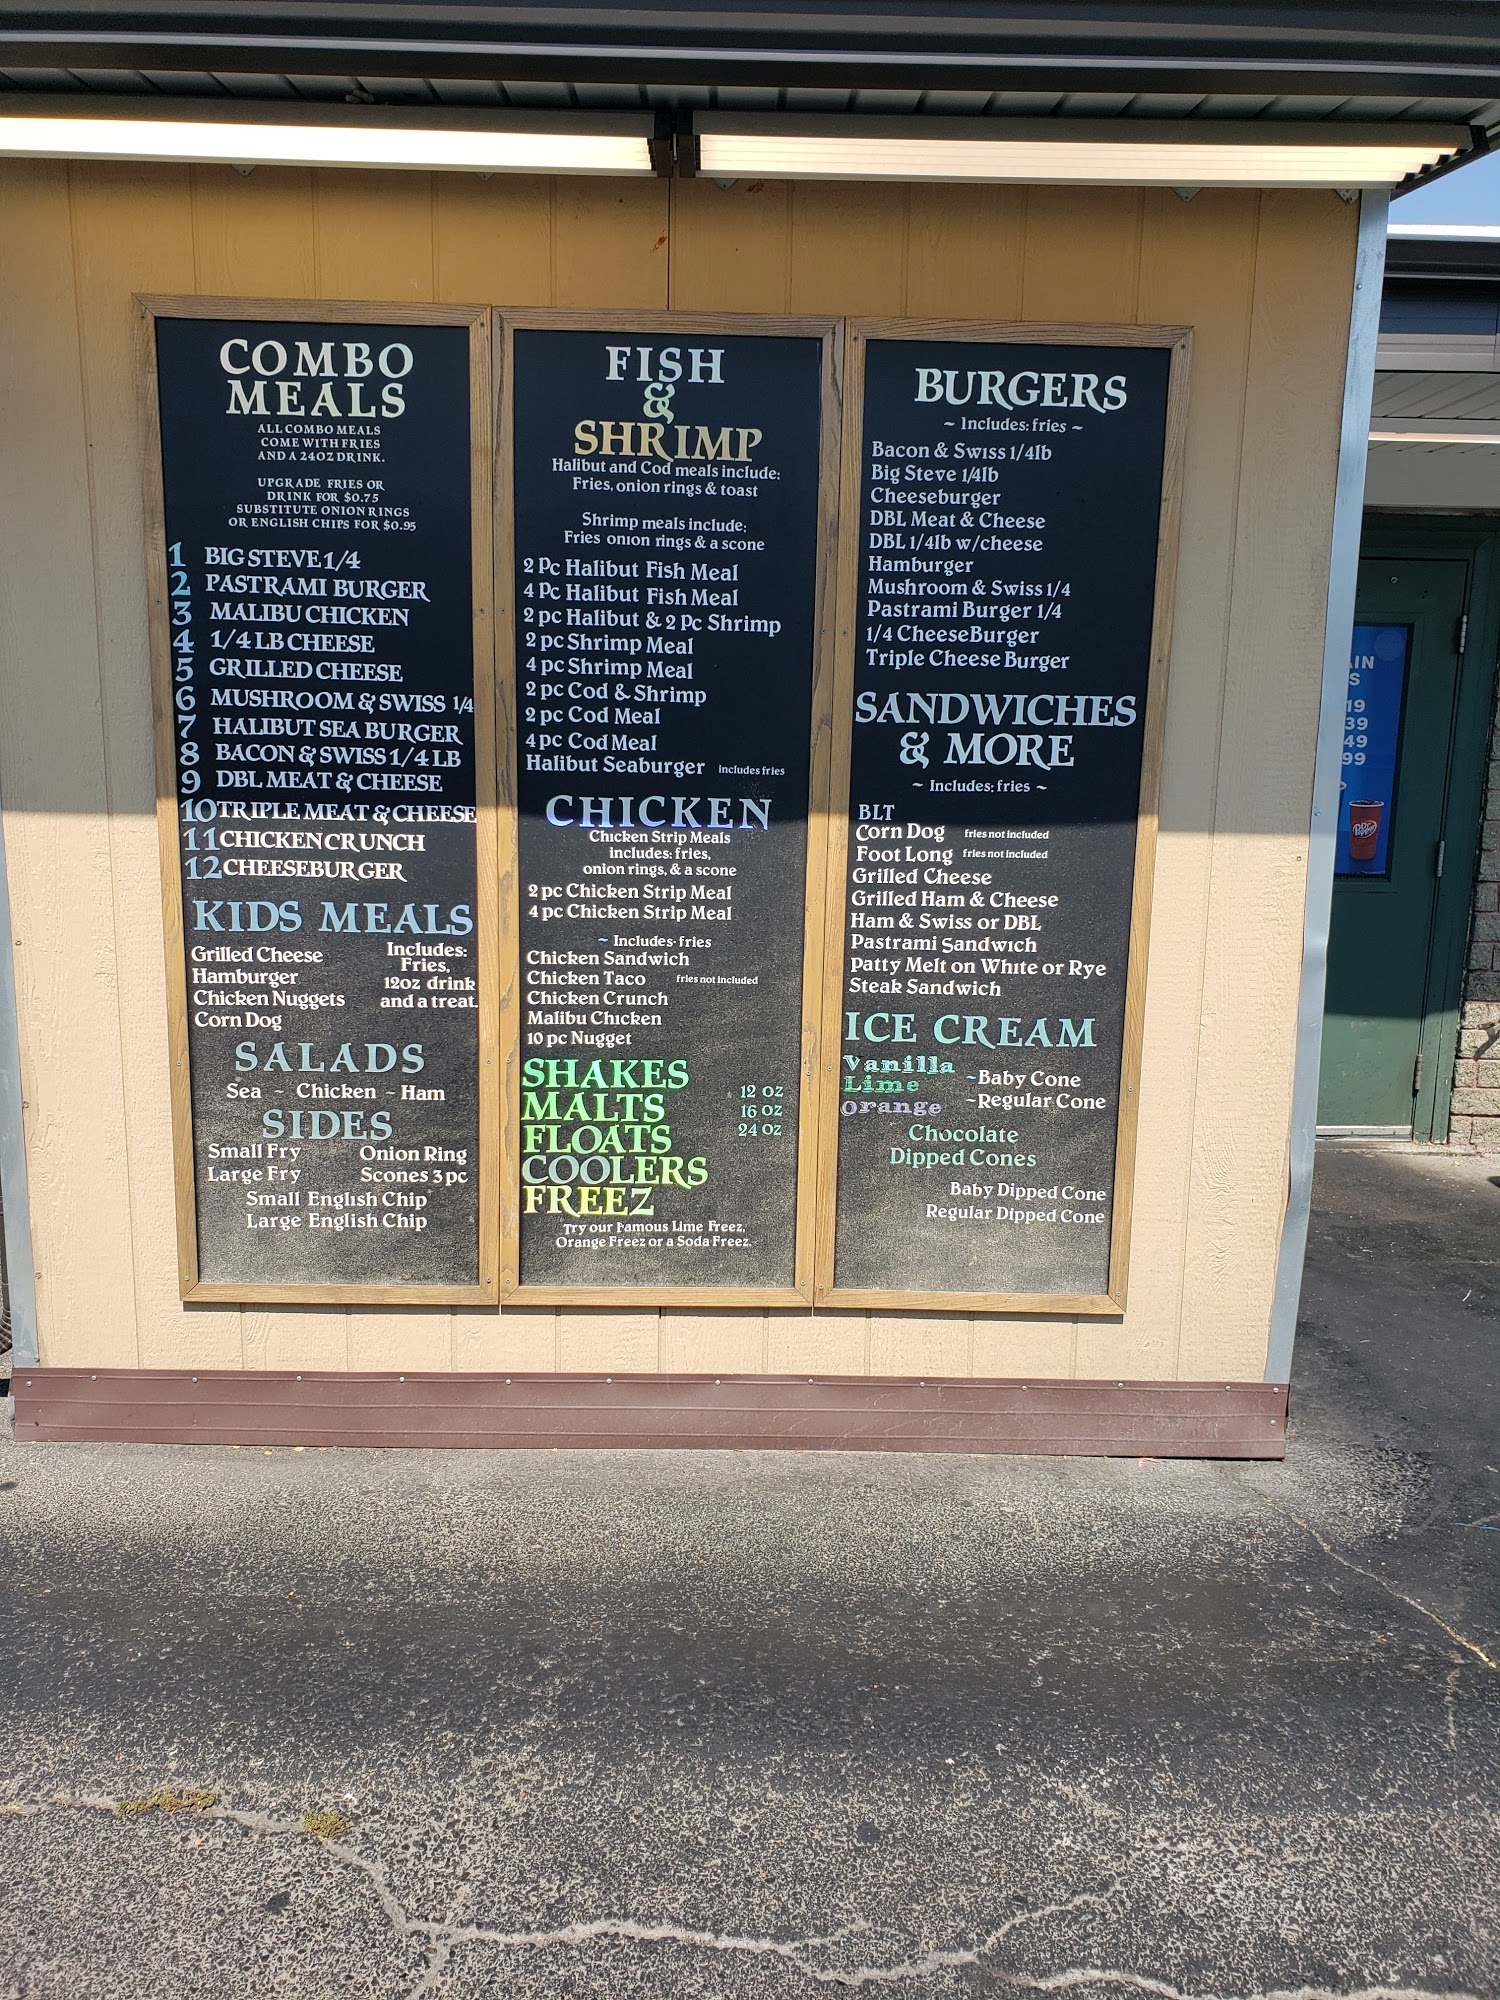 COMBO
MEALS
ALL COMBO MEALS
COME WITH FRIES
AND A 24OZ DRINK.
UPGRADE FRIES OR
DRINK FOR $0.75
SUBSTITUTE ONION RINGS
OR ENGLISH CHIPS FOR $0.95
1 BIG STEVE 1/4
2 PASTRAMI BURGER
3 MALIBU CHICKEN
4 1/4 LB CHEESE
5 GRILLED CHEESE
6 MUSHROOM & SWISS 1/4
7 HALIBUT SEA BURGER
8 BACON & SWISS 1/4 LB
9 DBL MEAT & CHEESE
10 TRIPLE MEAT & CHEESE
11 CHICKEN CRUNCH
12 CHEESEBURGER
KIDS MEALS
Grilled Cheese
Hamburger
Chicken Nuggets
Corn Dog
Includes:
Fries,
12oz drink
and a treat.
SALADS
Sea ~ Chicken ~ Ham
SIDES
Small Fry Onion Ring
Large Fry Scones 3 pc
Small English Chip
Large English Chip
FISH
&
SHRIMP
Halibut and Cod meals include:
Fries, onion rings & toast
Shrimp meals include:
Fries onion rings & a scone
2 Pc Halibut Fish Meal
4 Pc Halibut Fish Meal
2 pc Halibut & 2 Pc Shrimp
2 pc Shrimp Meal
4 pc Shrimp Meal
2 pc Cod & Shrimp
2 pc Cod Meal
4 pc Cod Meal
Halibut Seaburger includes fries
CHICKEN
Chicken Strip Meals
includes: fries,
onion rings, & a scone
2 pc Chicken Strip Meal
4 pc Chicken Strip Meal
~ Includes: fries
Chicken Sandwich
Chicken Taco fries not included
Chicken Crunch
Malibu Chicken
10 pc Nugget
SHAKES
MALTS
FLOATS
COOLERS
FREEZ
12 OZ
16 OZ
24 OZ
Try our Famous Lime Freez,
Orange Freez or a Soda Freez.
BURGERS
~ Includes: fries ~
Bacon & Swiss 1/4lb
Big Steve 1/4lb
Cheeseburger
DBL Meat & Cheese
DBL 1/4lb w/cheese
Hamburger
Mushroom & Swiss 1/4
Pastrami Burger 1/4
1/4 CheeseBurger
Triple Cheese Burger
SANDWICHES
& MORE
~ Includes: fries ~
BLT
Corn Dog fries not included
Foot Long fries not included
Grilled Cheese
Grilled Ham & Cheese
Ham & Swiss or DBL
Pastrami Sandwich
Patty Melt on White or Rye
Steak Sandwich
ICE CREAM
Vanilla
Lime
Orange
~Baby Cone
~Regular Cone
Chocolate
Dipped Cones
Baby Dipped Cone
Regular Dipped Cone
AIN
S
19
39
49
99
Dr Pepper